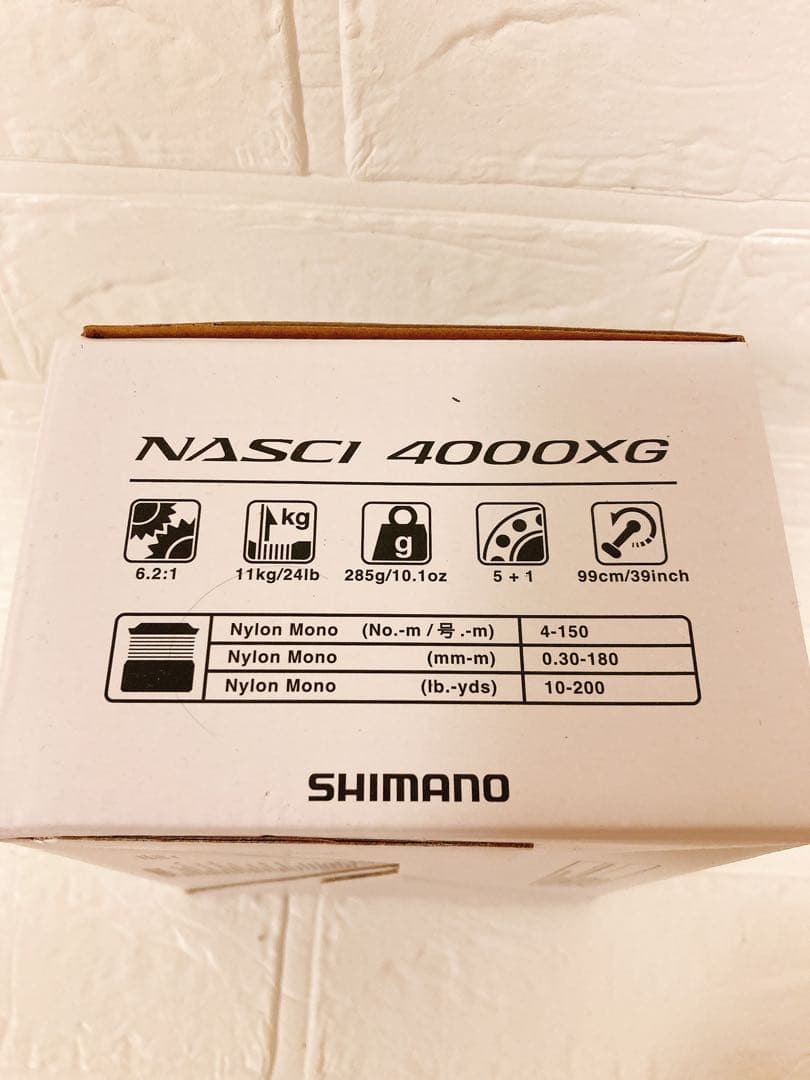 NASCI 4000XG
kg
g
6.2:1 11kg/24lb 285g/10.1oz 5 + 1 99cm/39inch
Nylon Mono (No.-m / 号.-m) 4-150
Nylon Mono (mm-m) 0.30-180
Nylon Mono (lb.-yds) 10-200
SHIMANO